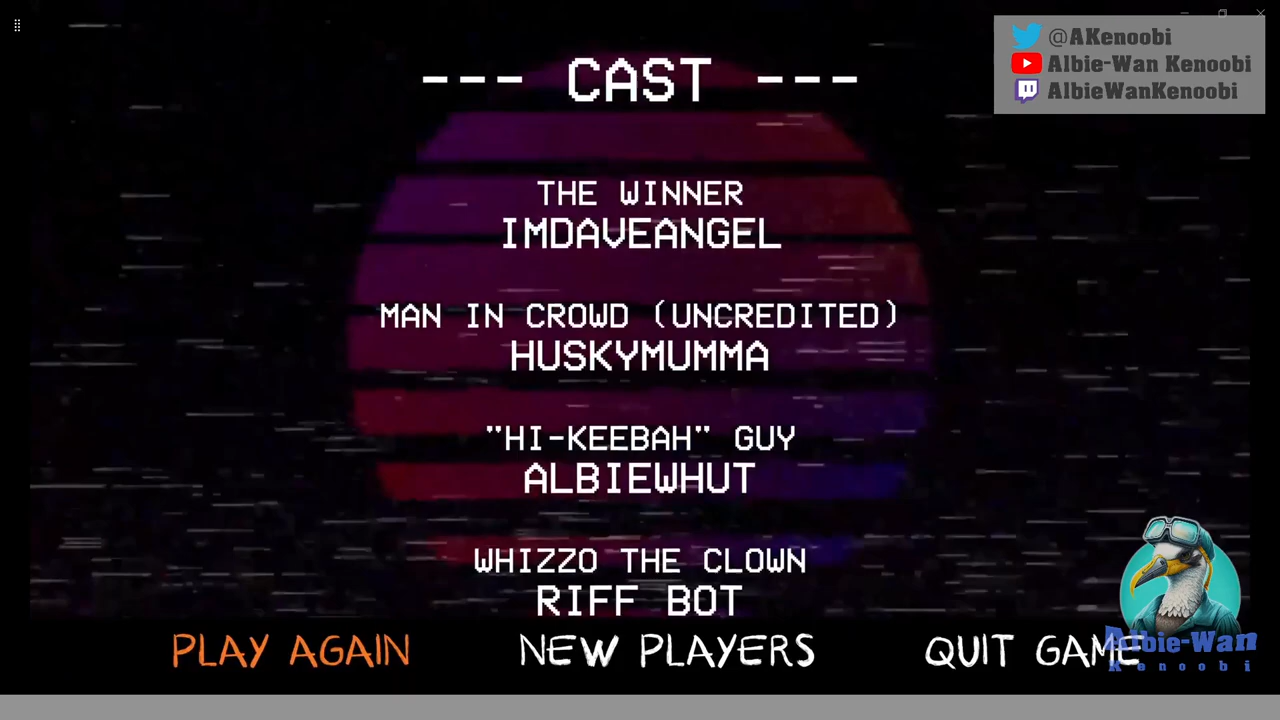 @AKenoobi
Albie-Wan Kenoobi
AlbieWanKenoobi
--- CAST ---
THE WINNER
IMDAVEANGEL
MAN IN CROWD (UNCREDITED)
HUSKYMUMMA
"HI-KEEBAH" GUY
ALBIEWHUT
WHIZZO THE CLOWN
RIFF BOT
PLAY AGAIN
NEW PLAYERS
QUIT GAME
Albie-Wan
Kenoobi